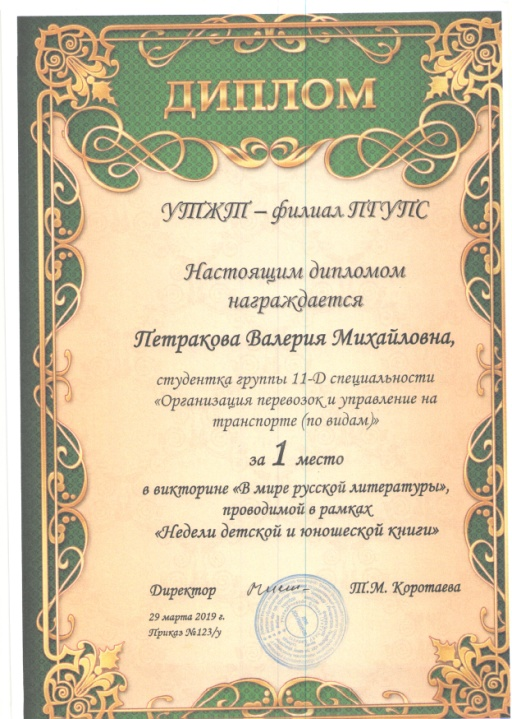 ДИПЛОМ
УТЖТ – филиал ПГУПС
Настоящим дипломом
награждается
Петракова Валерия Михайловна,
студентка группы 11-D специальности
«Организация перевозок и управление на
транспорте (по видам)»
за 1 место
в викторине «В мире русской литературы»,
проводимой в рамках
«Недели детской и юношеской книги»
Директор Т.М. Коротаева
29 марта 2019 г.
Приказ №123/у